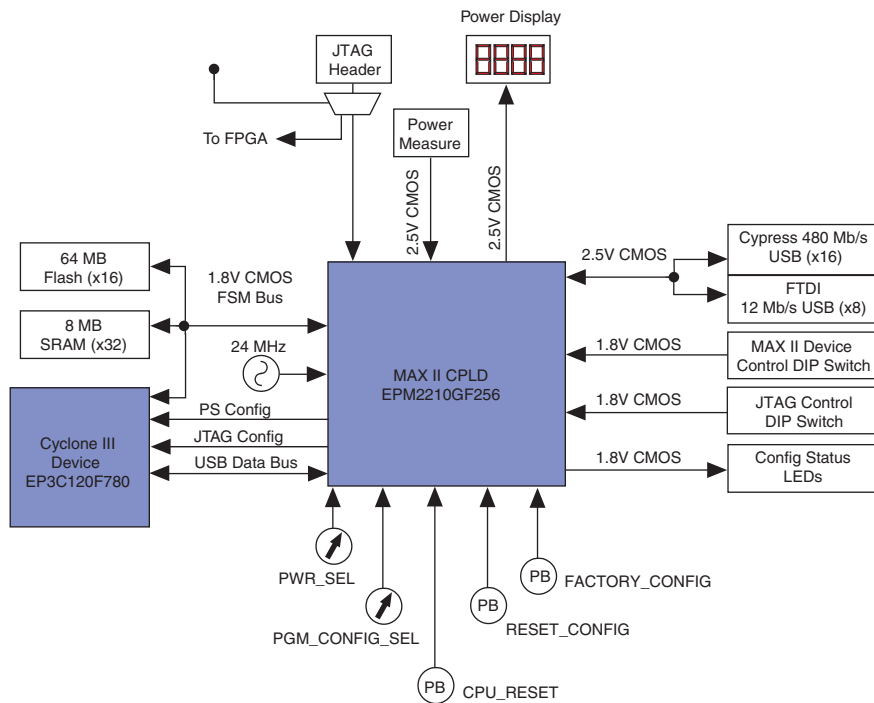 Power Display
JTAG
Header
To FPGA
Power
Measure
2.5V CMOS
2.5V CMOS
64 MB
Flash (x16)
8 MB
SRAM (x32)
1.8V CMOS
FSM Bus
24 MHz
MAX II CPLD
EPM2210GF256
2.5V CMOS
Cypress 480 Mb/s
USB (x16)
FTDI
12 Mb/s USB (x8)
1.8V CMOS
MAX II Device
Control DIP Switch
1.8V CMOS
JTAG Control
DIP Switch
1.8V CMOS
Config Status
LEDs
Cyclone III
Device
EP3C120F780
PS Config
JTAG Config
USB Data Bus
PWR_SEL
PGM_CONFIG_SEL
PB
CPU_RESET
PB
RESET_CONFIG
PB
FACTORY_CONFIG
8888